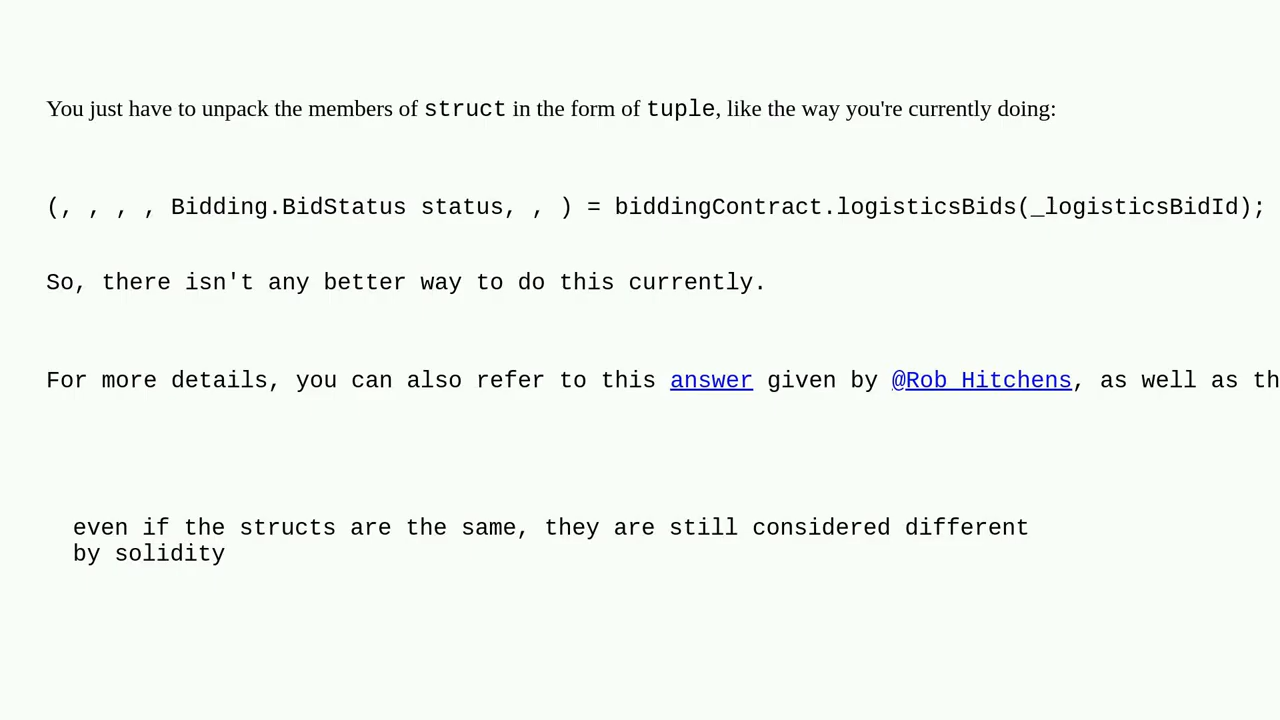 You just have to unpack the members of struct in the form of tuple, like the way you're currently doing:
(, , , , Bidding.BidStatus status, , ) = biddingContract.logisticsBids(_logisticsBidId);
So, there isn't any better way to do this currently.
For more details, you can also refer to this answer given by @Rob Hitchens, as well as
even if the structs are the same, they are still considered different
by solidity